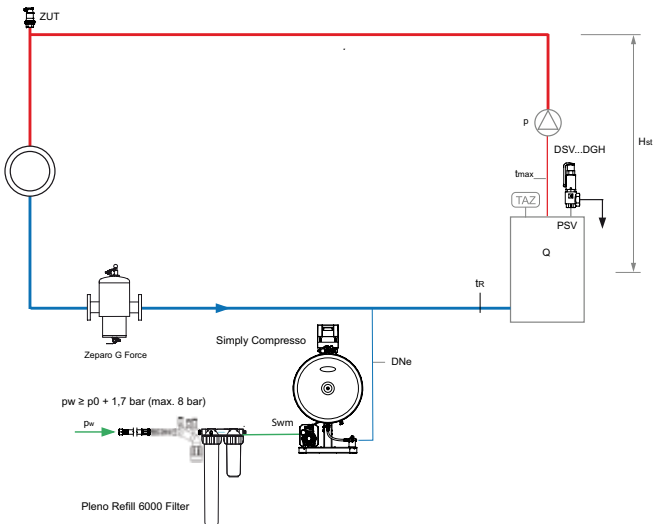 ZUT
p
DSV...DGH
Hst
tmax
TAZ
PSV
Q
tR
Zeparo G Force
Simply Compresso
DNe
pw ≥ p0 + 1,7 bar (max. 8 bar)
pw
Swm
Pleno Refill 6000 Filter